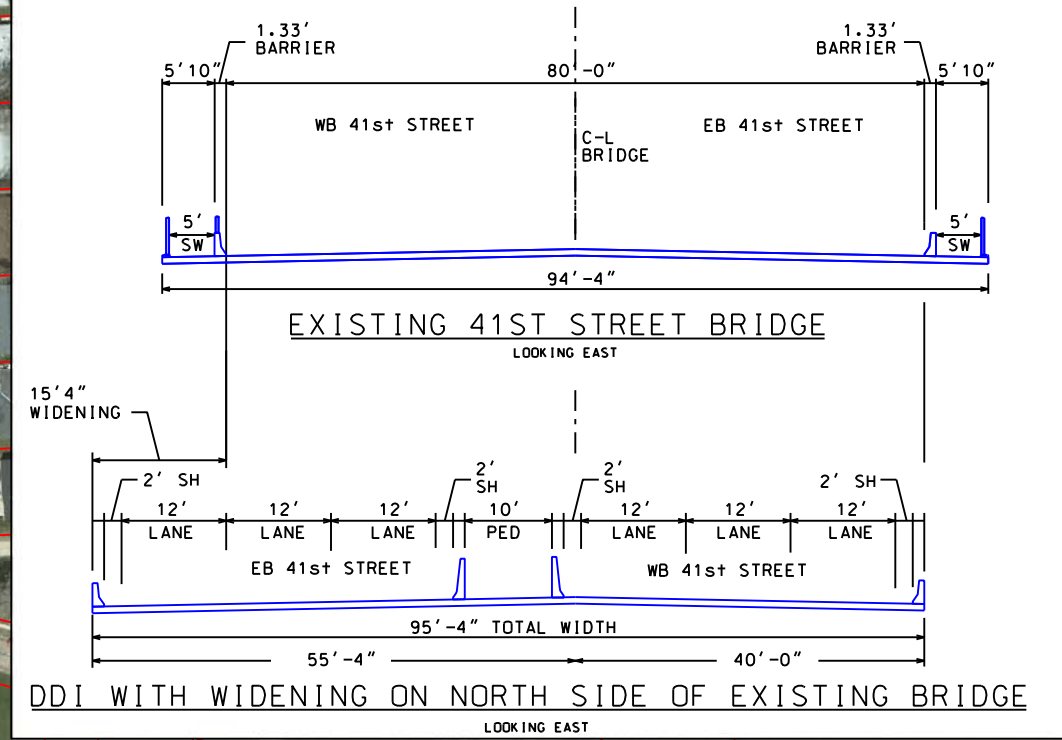 1.33'
BARRIER
1.33'
BARRIER
5'10"
80'-0"
5'10"
WB 41st STREET
EB 41st STREET
C-L
BRIDGE
5'
SW
5'
SW
94'-4"
EXISTING 41ST STREET BRIDGE
LOOKING EAST
15'4"
WIDENING
2' SH
2'
SH
2'
SH
2' SH
12'
LANE
12'
LANE
12'
LANE
10'
PED
12'
LANE
12'
LANE
12'
LANE
EB 41st STREET
WB 41st STREET
95'-4" TOTAL WIDTH
55'-4"
40'-0"
DDI WITH WIDENING ON NORTH SIDE OF EXISTING BRIDGE
LOOKING EAST